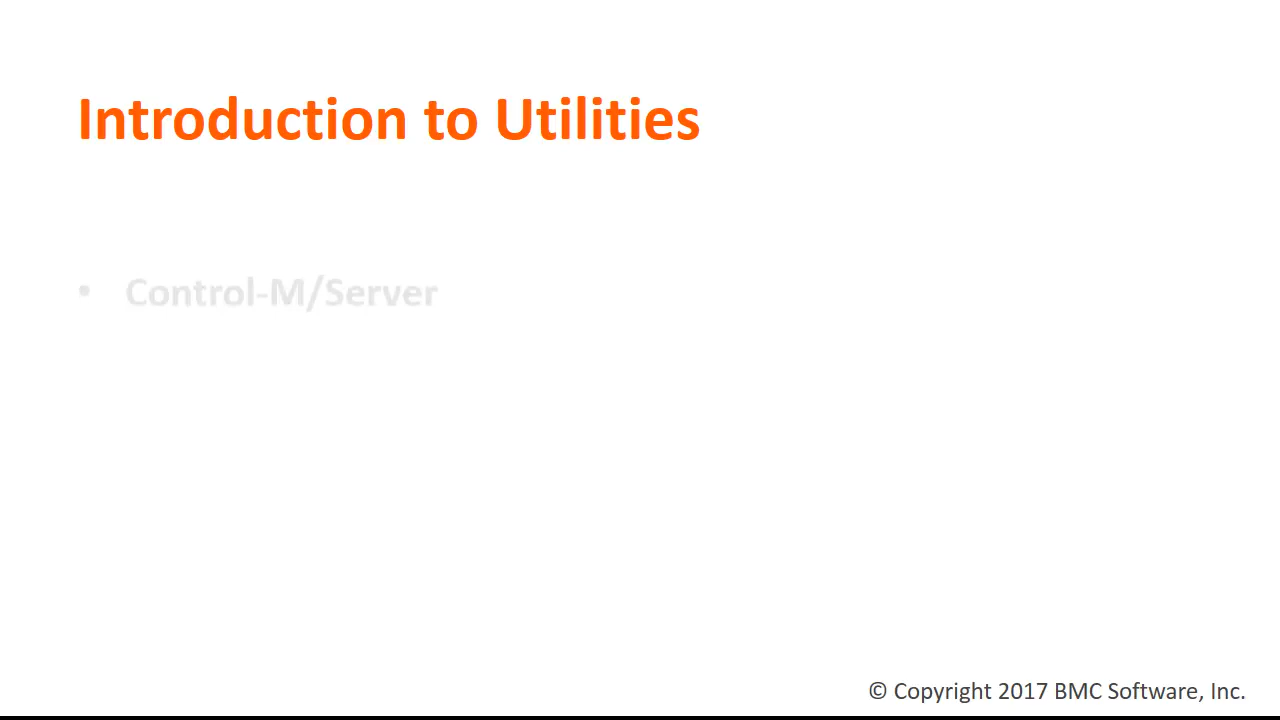 Introduction to Utilities
• Control-M/Server
© Copyright 2017 BMC Software, Inc.